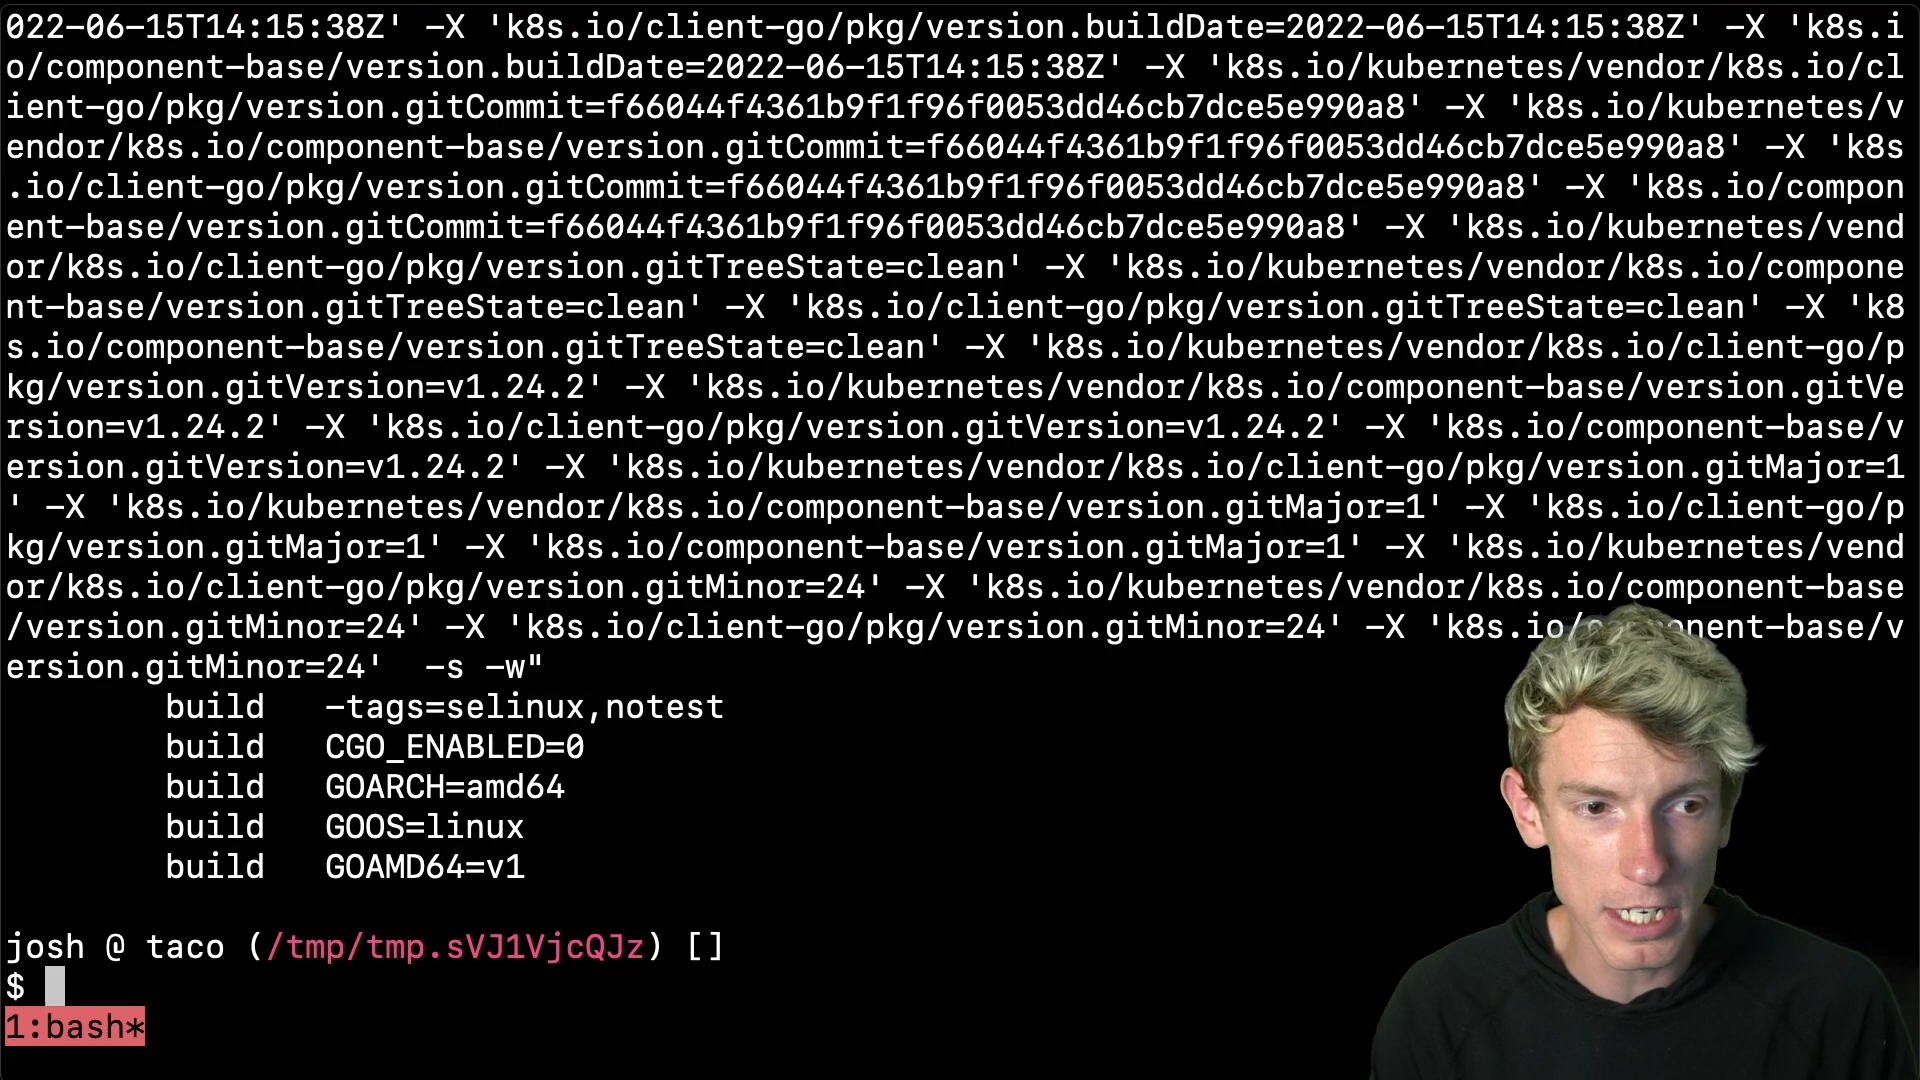 022-06-15T14:15:38Z' -X 'k8s.io/client-go/pkg/version.buildDate=2022-06-15T14:15:38Z' -X 'k8s.i
o/component-base/version.buildDate=2022-06-15T14:15:38Z' -X 'k8s.io/kubernetes/vendor/k8s.io/cl
ient-go/pkg/version.gitCommit=f66044f4361b9f1f96f0053dd46cb7dce5e990a8' -X 'k8s.io/kubernetes/v
endor/k8s.io/component-base/version.gitCommit=f66044f4361b9f1f96f0053dd46cb7dce5e990a8' -X 'k8s
.io/client-go/pkg/version.gitCommit=f66044f4361b9f1f96f0053dd46cb7dce5e990a8' -X 'k8s.io/compon
ent-base/version.gitCommit=f66044f4361b9f1f96f0053dd46cb7dce5e990a8' -X 'k8s.io/kubernetes/vend
or/k8s.io/client-go/pkg/version.gitTreeState=clean' -X 'k8s.io/kubernetes/vendor/k8s.io/compone
nt-base/version.gitTreeState=clean' -X 'k8s.io/client-go/pkg/version.gitTreeState=clean' -X 'k8
s.io/component-base/version.gitTreeState=clean' -X 'k8s.io/kubernetes/vendor/k8s.io/client-go/p
kg/version.gitVersion=v1.24.2' -X 'k8s.io/kubernetes/vendor/k8s.io/component-base/version.gitVe
rsion=v1.24.2' -X 'k8s.io/client-go/pkg/version.gitVersion=v1.24.2' -X 'k8s.io/component-base/v
ersion.gitVersion=v1.24.2' -X 'k8s.io/kubernetes/vendor/k8s.io/client-go/pkg/version.gitMajor=1
' -X 'k8s.io/kubernetes/vendor/k8s.io/component-base/version.gitMajor=1' -X 'k8s.io/client-go/p
kg/version.gitMajor=1' -X 'k8s.io/component-base/version.gitMajor=1' -X 'k8s.io/kubernetes/vend
or/k8s.io/client-go/pkg/version.gitMinor=24' -X 'k8s.io/kubernetes/vendor/k8s.io/component-base
/version.gitMinor=24' -X 'k8s.io/client-go/pkg/version.gitMinor=24' -X 'k8s.io/component-base/v
ersion.gitMinor=24'  -s -w"
build   -tags=selinux,notest
build   CGO_ENABLED=0
build   GOARCH=amd64
build   GOOS=linux
build   GOAMD64=v1
josh @ taco (/tmp/tmp.sVJ1VjcQJz) []
$
1:bash*